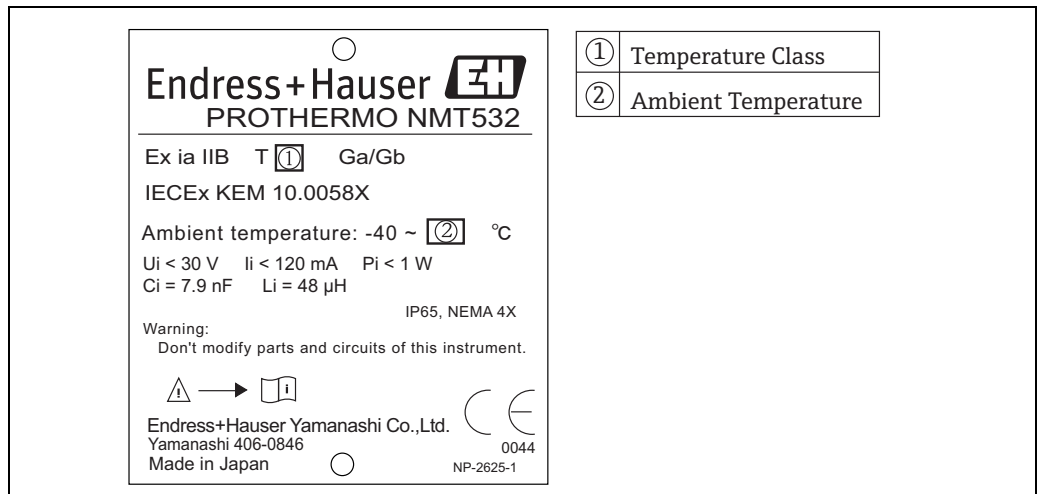 Endress+Hauser EH
PROTHERMO NMT532
Ex ia IIB T ① Ga/Gb
IECEx KEM 10.0058X
Ambient temperature: -40 ~ ② °C
Ui < 30 V Ii < 120 mA Pi < 1 W
Ci = 7.9 nF Li = 48 µH
IP65, NEMA 4X
Warning:
Don't modify parts and circuits of this instrument.
! i
Endress+Hauser Yamanashi Co.,Ltd.
Yamanashi 406-0846
Made in Japan
CE
0044
NP-2625-1
① Temperature Class
② Ambient Temperature